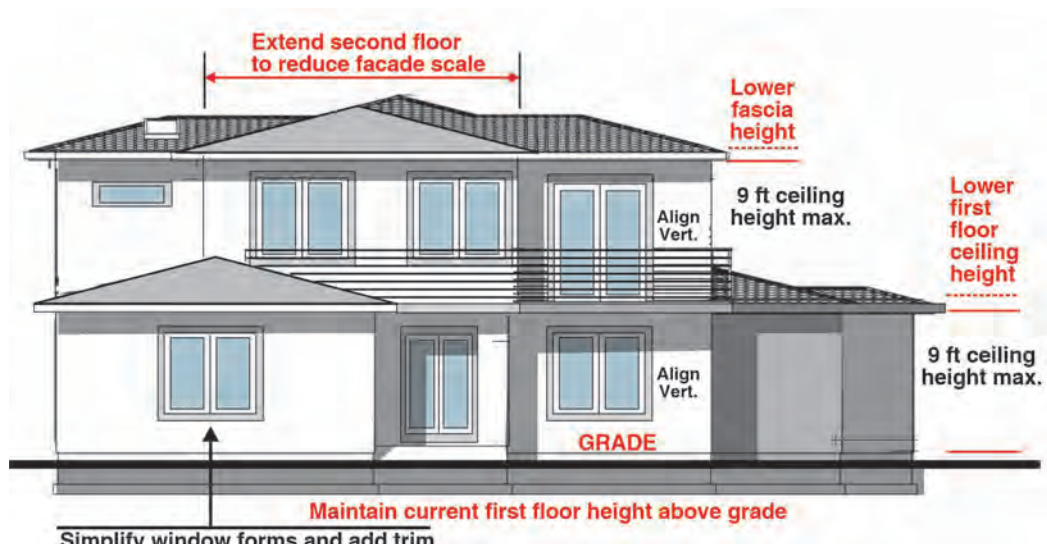 Extend second floor
to reduce facade scale
Lower
fascia
height
9 ft ceiling
height max.
Lower
first
floor
ceiling
height
Align
Vert.
9 ft ceiling
height max.
Align
Vert.
GRADE
Maintain current first floor height above grade
Simplify window forms and add trim